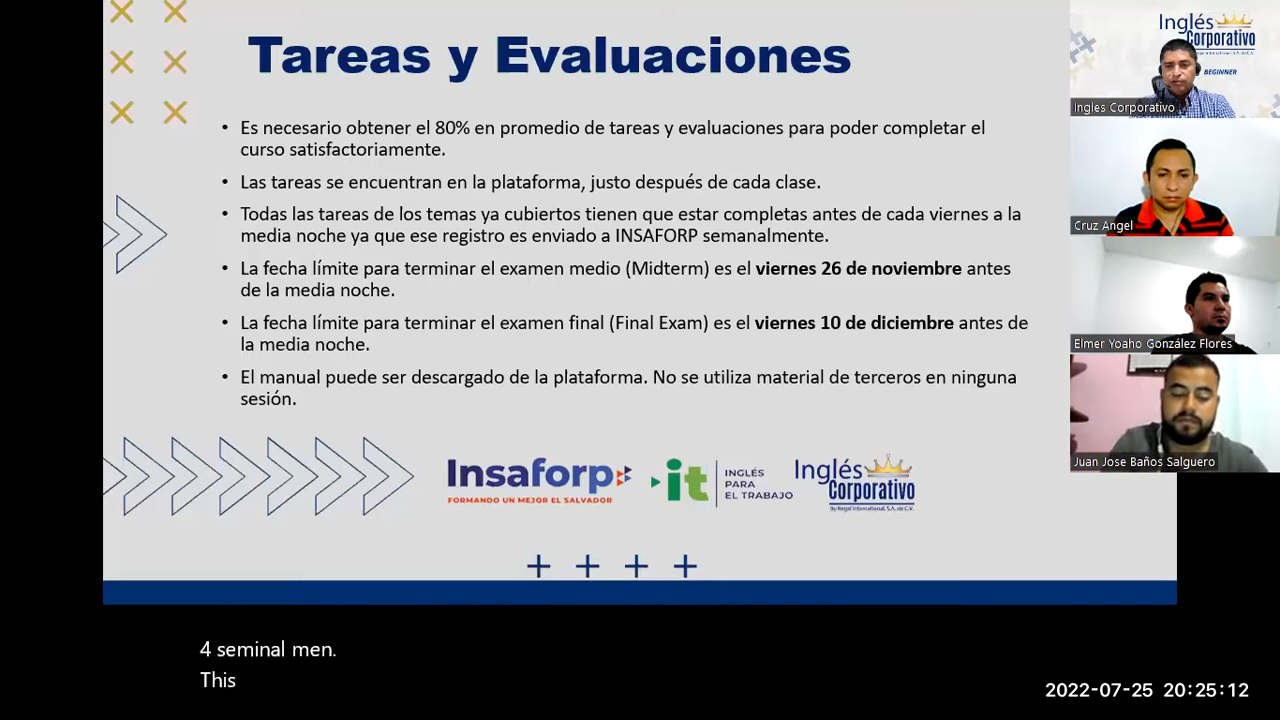 Tareas y Evaluaciones
• Es necesario obtener el 80% en promedio de tareas y evaluaciones para poder completar el
curso satisfactoriamente.
• Las tareas se encuentran en la plataforma, justo después de cada clase.
• Todas las tareas de los temas ya cubiertos tienen que estar completas antes de cada viernes a la
media noche ya que ese registro es enviado a INSAFORP semanalmente.
• La fecha límite para terminar el examen medio (Midterm) es el viernes 26 de noviembre antes
de la media noche.
• La fecha límite para terminar el examen final (Final Exam) es el viernes 10 de diciembre antes de
la media noche.
• El manual puede ser descargado de la plataforma. No se utiliza material de terceros en ninguna
sesión.
Insaforp
FORMANDO UN MEJOR EL SALVADOR
it
INGLÉS
PARA
EL TRABAJO
Inglés
Corporativo
By Regal International, S.A. de C.V.
Inglés
Corporativo
BEGINNER
Ingles Corporativo
Cruz Angel
Elmer Yoaho González Flores
Juan Jose Baños Salguero
4 seminal men.
This
2022-07-25 20:25:12